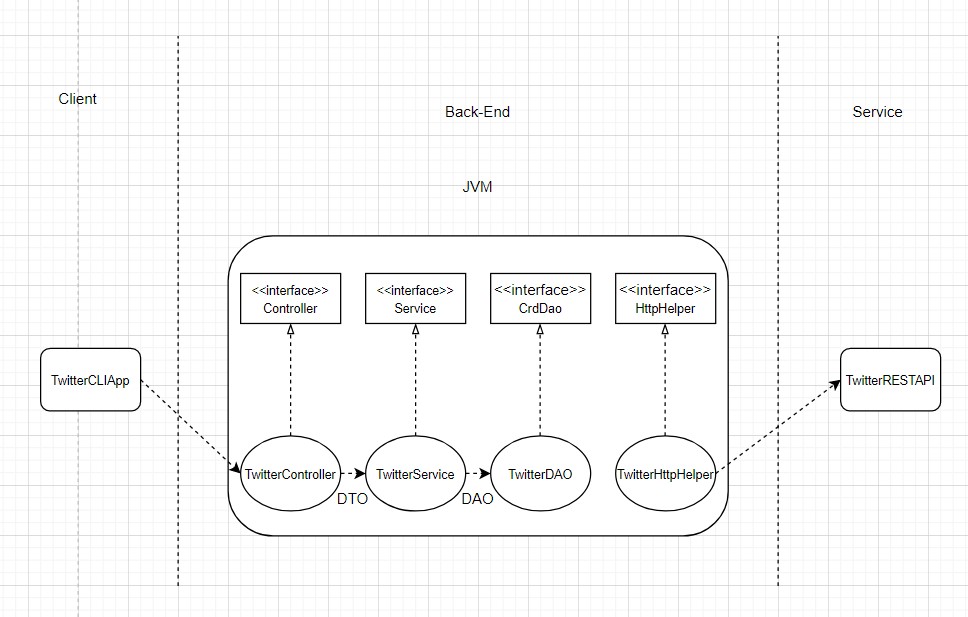 Client
Back-End
Service
JVM
<<interface>>
Controller
<<interface>>
Service
<<interface>>
CrdDao
<<interface>>
HttpHelper
TwitterCLIApp
TwitterRESTAPI
TwitterController
TwitterService
TwitterDAO
TwitterHttpHelper
DTO
DAO